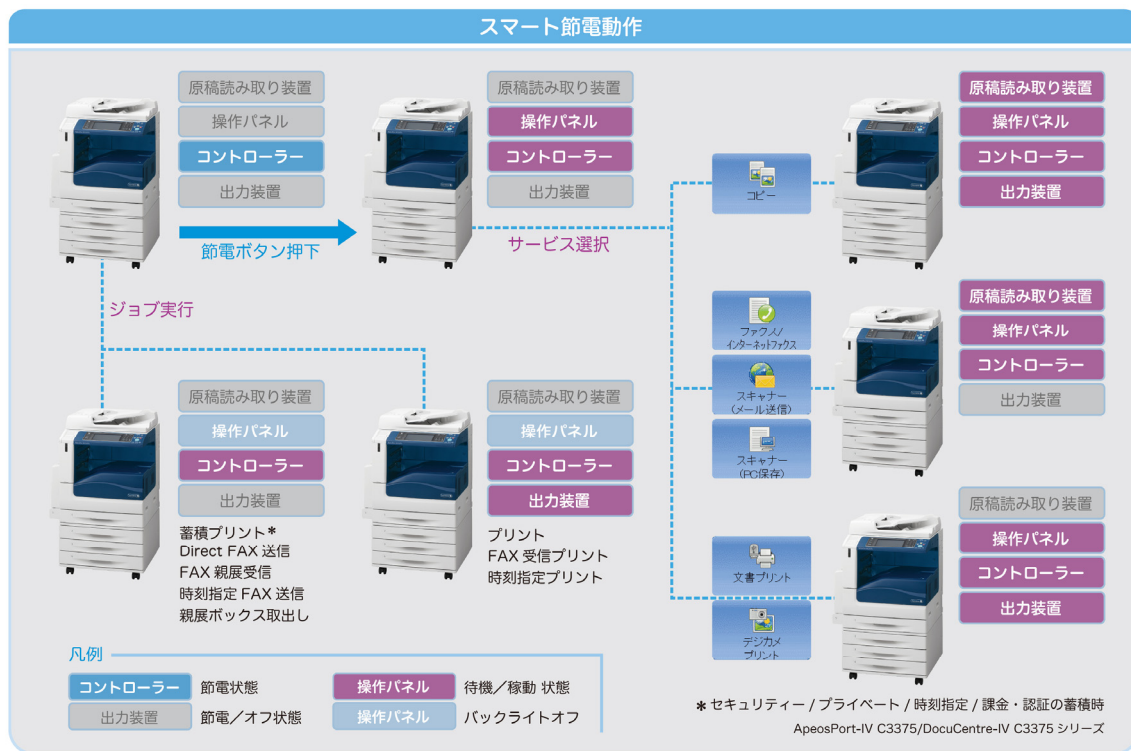 スマート節電動作
原稿読み取り装置
操作パネル
コントローラー
出力装置
節電ボタン押下
原稿読み取り装置
操作パネル
コントローラー
出力装置
サービス選択
コピー
原稿読み取り装置
操作パネル
コントローラー
出力装置
ファクス/
インターネットファクス
スキャナー
(メール送信)
スキャナー
(PC保存)
原稿読み取り装置
操作パネル
コントローラー
出力装置
文書プリント
デジカメ
プリント
原稿読み取り装置
操作パネル
コントローラー
出力装置
ジョブ実行
原稿読み取り装置
操作パネル
コントローラー
出力装置
蓄積プリント*
Direct FAX 送信
FAX 親展受信
時刻指定 FAX 送信
親展ボックス取出し
原稿読み取り装置
操作パネル
コントローラー
出力装置
プリント
FAX 受信プリント
時刻指定プリント
凡例
コントローラー 節電状態
操作パネル 待機/稼動 状態
出力装置 節電/オフ状態
操作パネル バックライトオフ
* セキュリティー / プライベート / 時刻指定 / 課金・認証の蓄積時
ApeosPort-IV C3375/DocuCentre-IV C3375 シリーズ